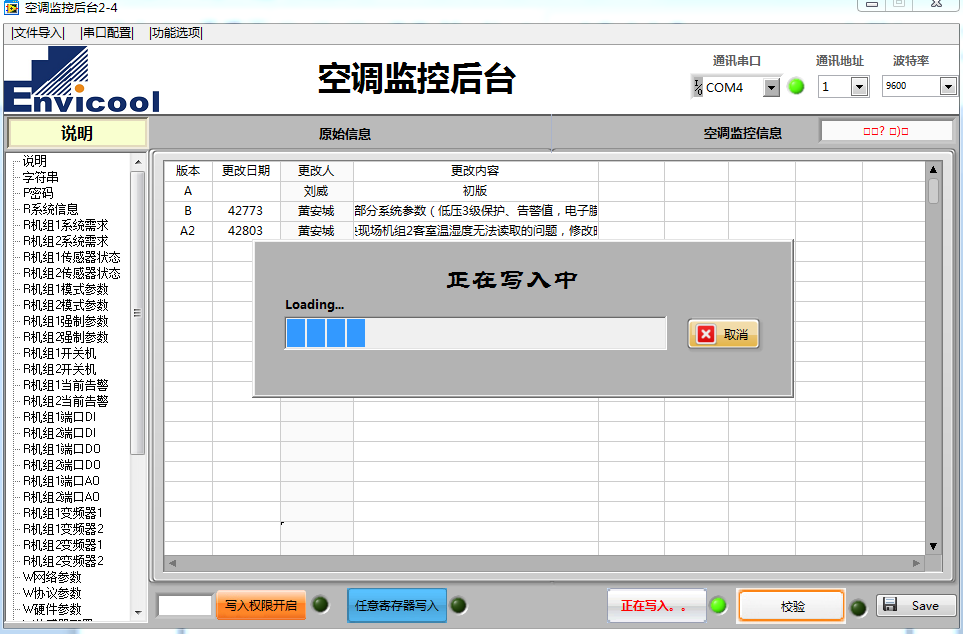 空调监控后台2-4
|文件导入| |串口配置| |功能选项|
Envicool
空调监控后台
通讯串口 通讯地址 波特率
COM4 1 9600
说明 原始信息 空调监控信息
说明
字符串
P密码
R系统信息
R机组1系统需求
R机组2系统需求
R机组1传感器状态
R机组2传感器状态
R机组1模式参数
R机组2模式参数
R机组1强制参数
R机组2强制参数
R机组1开关机
R机组2开关机
R机组1当前告警
R机组2当前告警
R机组1端口DI
R机组2端口DI
R机组1端口DO
R机组2端口DO
R机组1端口AO
R机组2端口AO
R机组1变频器1
R机组1变频器2
R机组2变频器1
R机组2变频器2
W网络参数
W协议参数
W硬件参数
版本 更改日期 更改人 更改内容
A 刘威 初版
B 42773 黄安城 部分系统参数（低压3级保护、告警值，电子膨
A2 42803 黄安城 现场机组2客室温湿度无法读取的问题，修改
正在写入中
Loading...
取消
写入权限开启 任意寄存器写入 正在写入。。 校验 Save